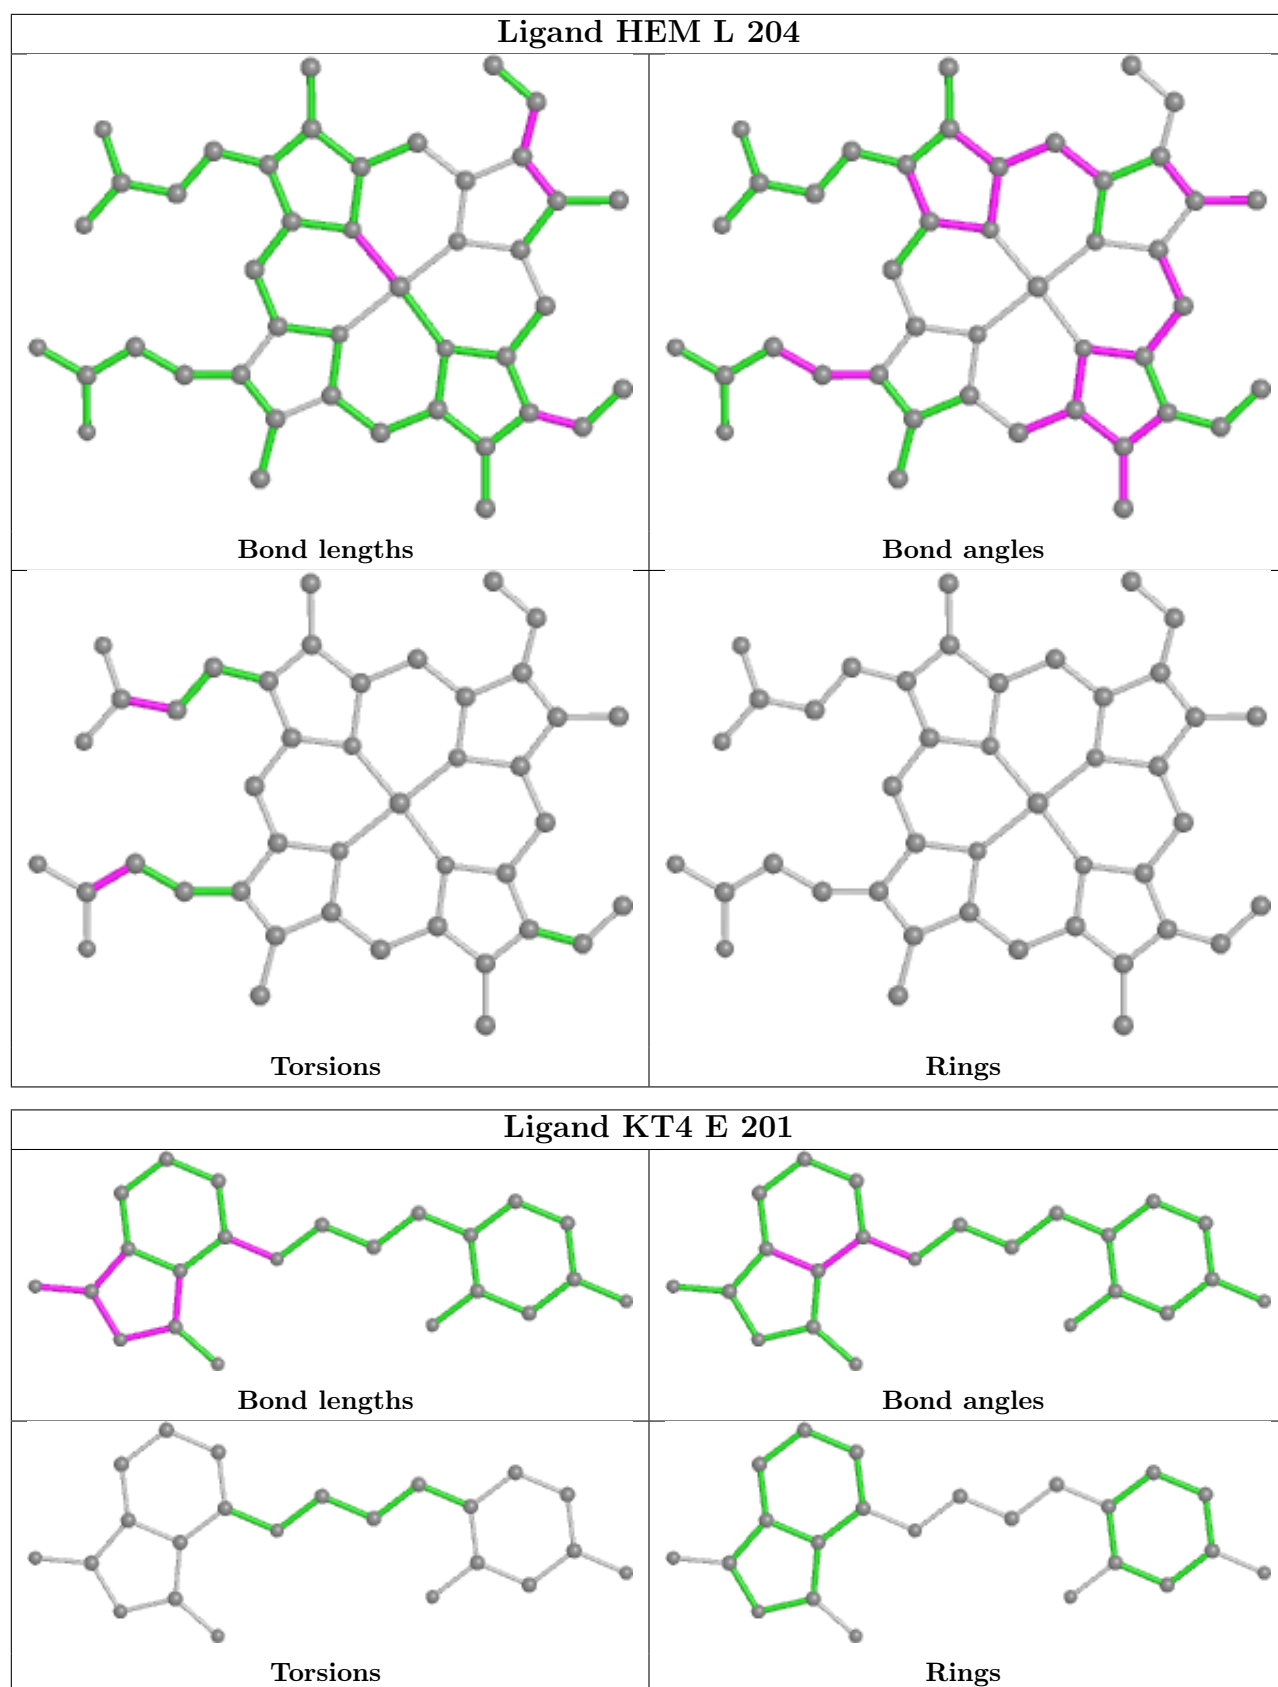 Ligand HEM L 204
Bond lengths
Bond angles
Torsions
Rings
Ligand KT4 E 201
Bond lengths
Bond angles
Torsions
Rings